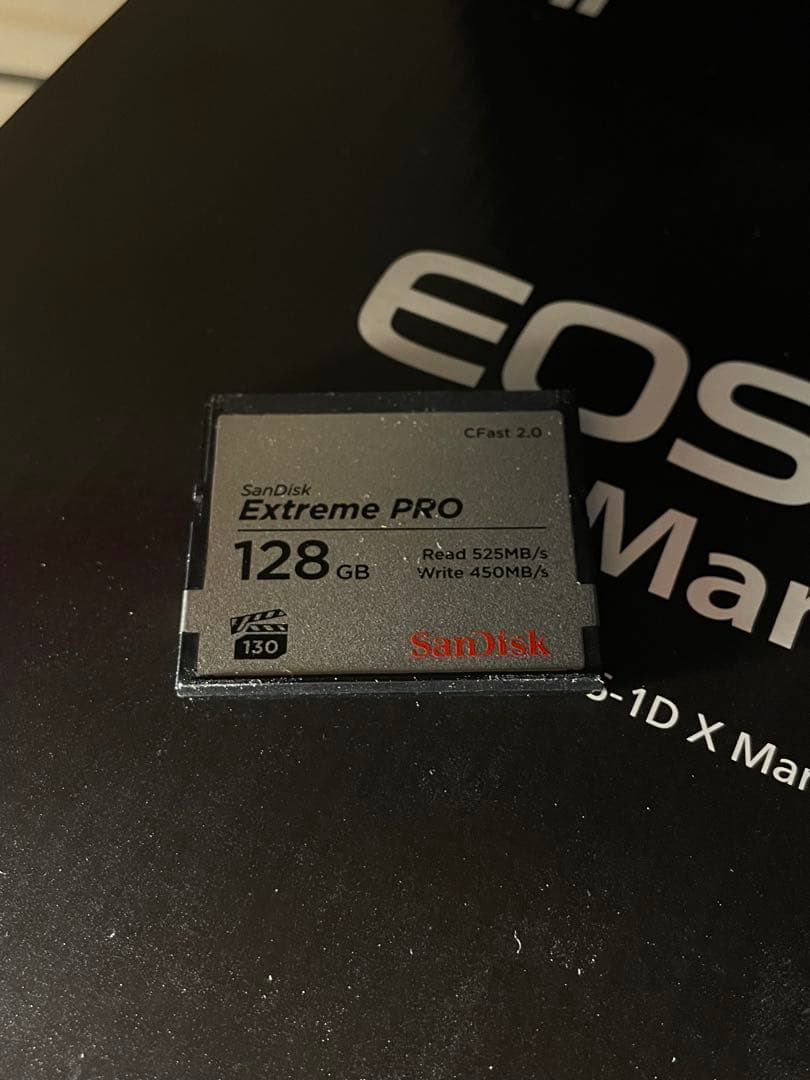 EOS
Mar
-1D X Mar
CFast 2.0
SanDisk
Extreme PRO
128 GB
Read 525MB/s
Write 450MB/s
130
SanDisk